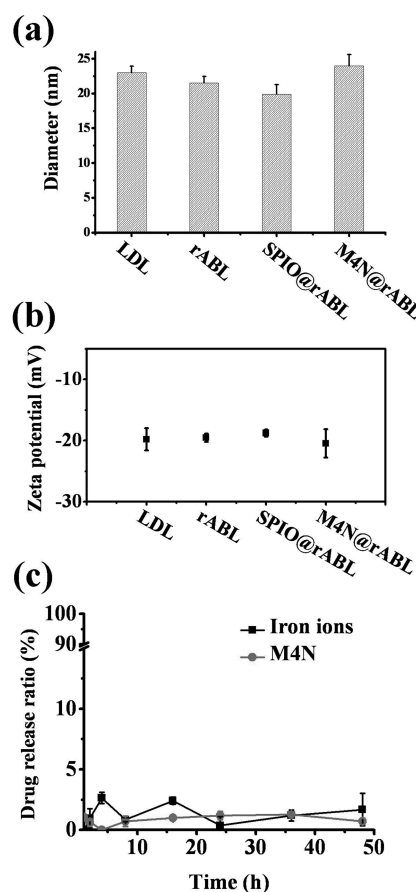 (a)
Diameter (nm)
25
20
15
10
5
0
LDL
rABL
SPIO@rABL
M4N@rABL
(b)
Zeta potential (mV)
-10
-20
-30
LDL
rABL
SPIO@rABL
M4N@rABL
(c)
Drug release ratio (%)
100
90
5
0
Iron ions
M4N
10
20
30
40
50
Time (h)